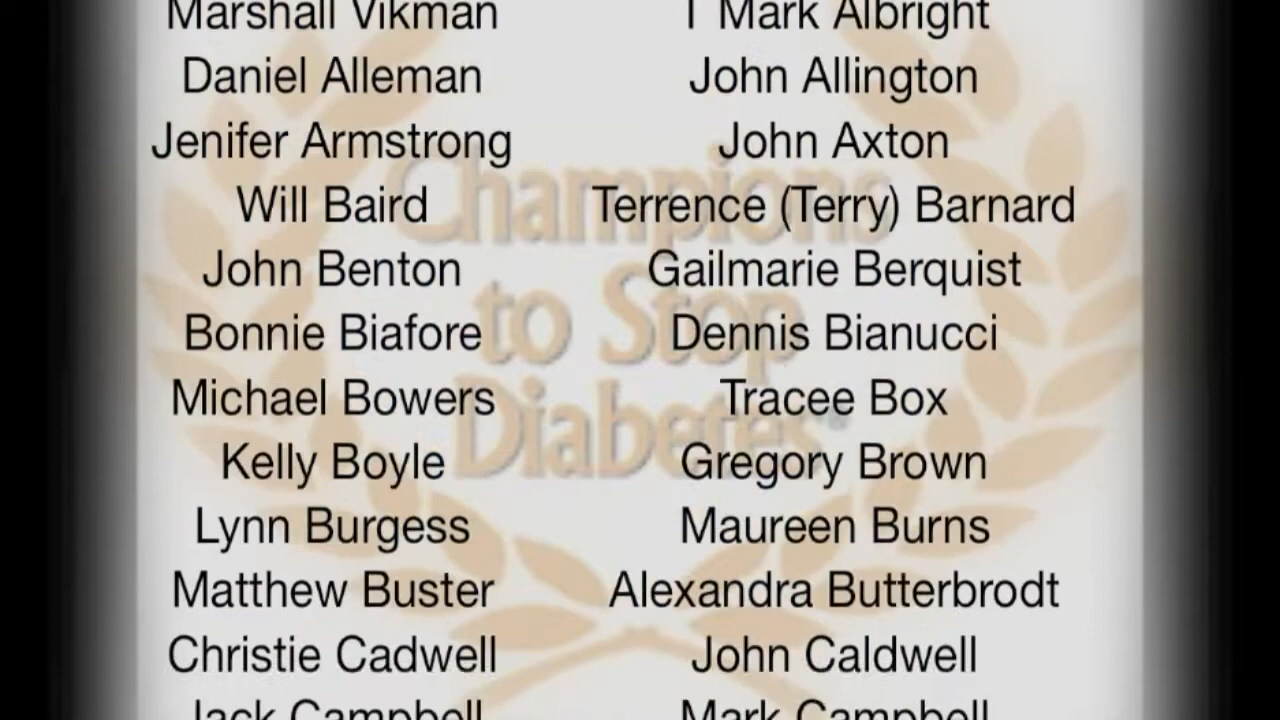 Marshall Vikman T Mark Albright
Daniel Alleman John Allington
Jenifer Armstrong John Axton
Will Baird Terrence (Terry) Barnard
John Benton Gailmarie Berquist
Bonnie Biafore Dennis Bianucci
Michael Bowers Tracee Box
Kelly Boyle Gregory Brown
Lynn Burgess Maureen Burns
Matthew Buster Alexandra Butterbrodt
Christie Cadwell John Caldwell
Jack Campbell Mark Campbell
Champions
to Stop
Diabetes®